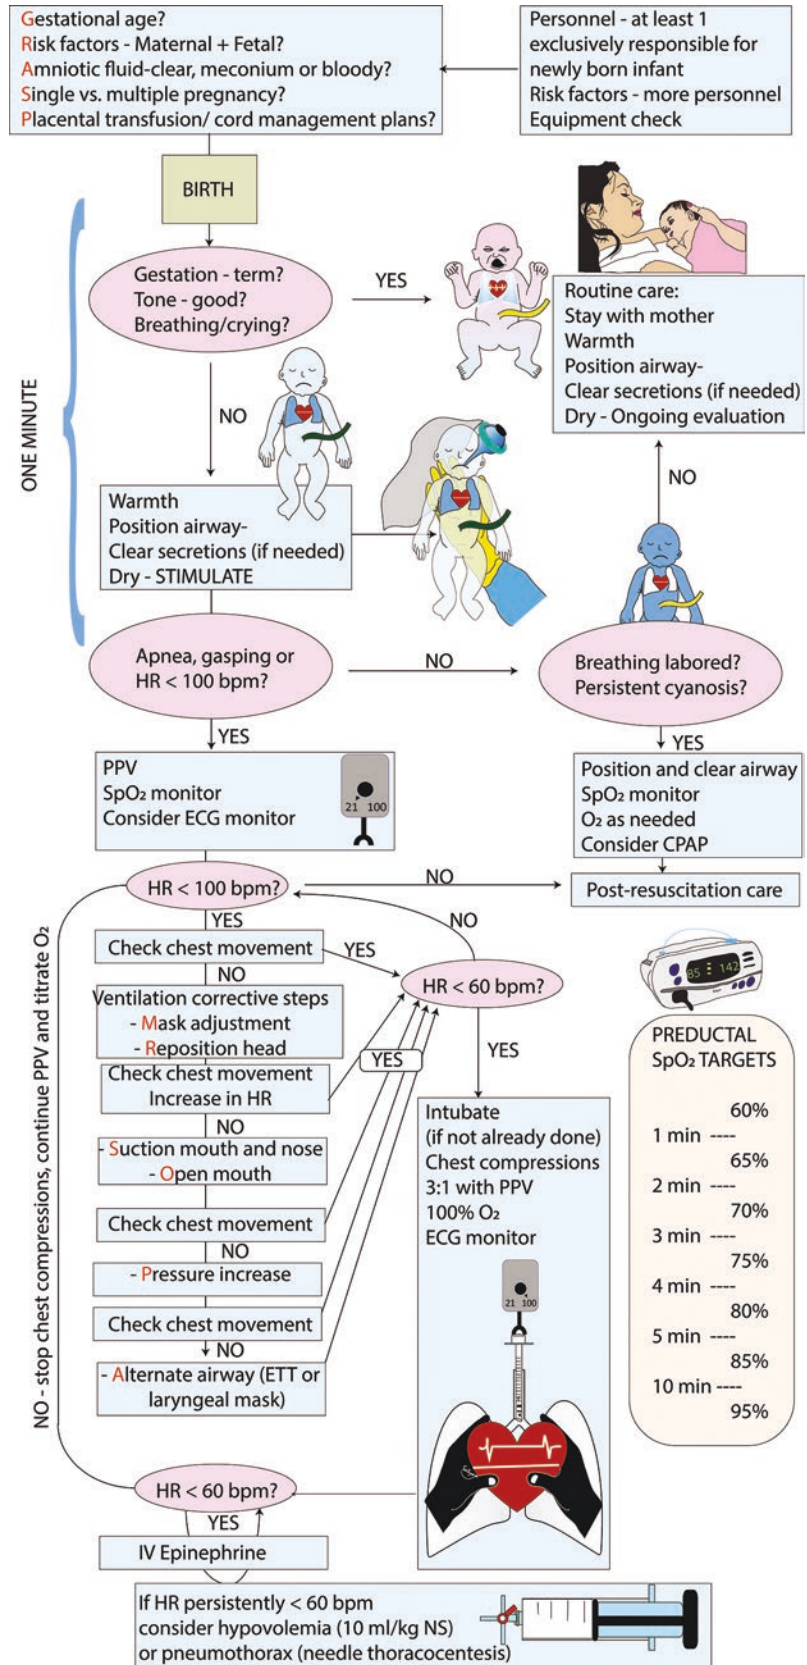 Gestational age?
Risk factors - Maternal + Fetal?
Amniotic fluid-clear, meconium or bloody?
Single vs. multiple pregnancy?
Placental transfusion/ cord management plans?
Personnel - at least 1
exclusively responsible for
newly born infant
Risk factors - more personnel
Equipment check
BIRTH
ONE MINUTE
Gestation - term?
Tone - good?
Breathing/crying?
YES
Routine care:
Stay with mother
Warmth
Position airway-
Clear secretions (if needed)
Dry - Ongoing evaluation
NO
NO
Warmth
Position airway-
Clear secretions (if needed)
Dry - STIMULATE
Apnea, gasping or
HR < 100 bpm?
NO
Breathing labored?
Persistent cyanosis?
YES
YES
PPV
SpO₂ monitor
Consider ECG monitor
21 100
Position and clear airway
SpO₂ monitor
O₂ as needed
Consider CPAP
HR < 100 bpm?
NO
Post-resuscitation care
NO - stop chest compressions, continue PPV and titrate O₂
YES
Check chest movement
YES
NO
NO
HR < 60 bpm?
Ventilation corrective steps
- Mask adjustment
- Reposition head
YES
YES
Check chest movement
Increase in HR
NO
- Suction mouth and nose
- Open mouth
Check chest movement
NO
- Pressure increase
Check chest movement
NO
- Alternate airway (ETT or
laryngeal mask)
Intubate
(if not already done)
Chest compressions
3:1 with PPV
100% O₂
ECG monitor
21 100
85 142
PREDUCTAL
SpO₂ TARGETS
60%
1 min ----
65%
2 min ----
70%
3 min ----
75%
4 min ----
80%
5 min ----
85%
10 min ----
95%
HR < 60 bpm?
YES
IV Epinephrine
If HR persistently < 60 bpm
consider hypovolemia (10 ml/kg NS)
or pneumothorax (needle thoracocentesis)